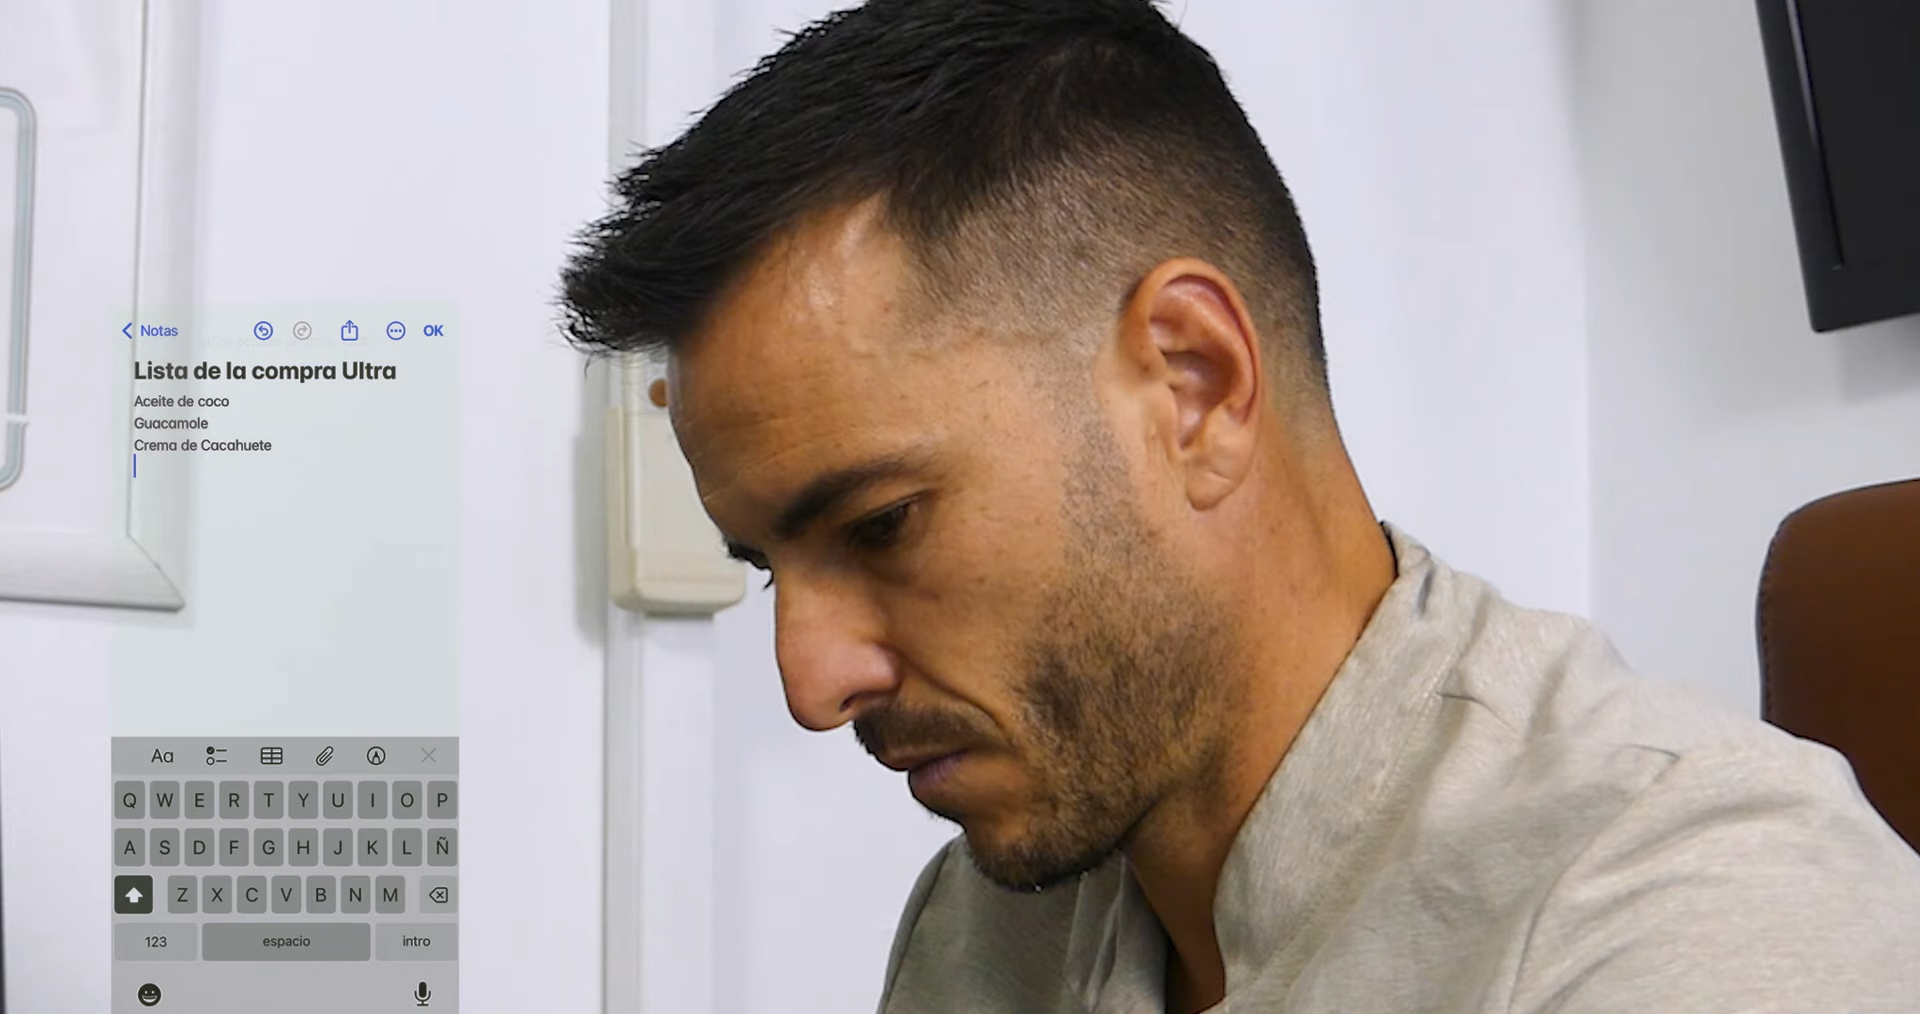 Notas OK
Lista de la compra Ultra
Aceite de coco
Guacamole
Crema de Cacahuete
Aa
Q W E R T Y U I O P
A S D F G H J K L Ñ
Z X C V B N M
123 espacio intro